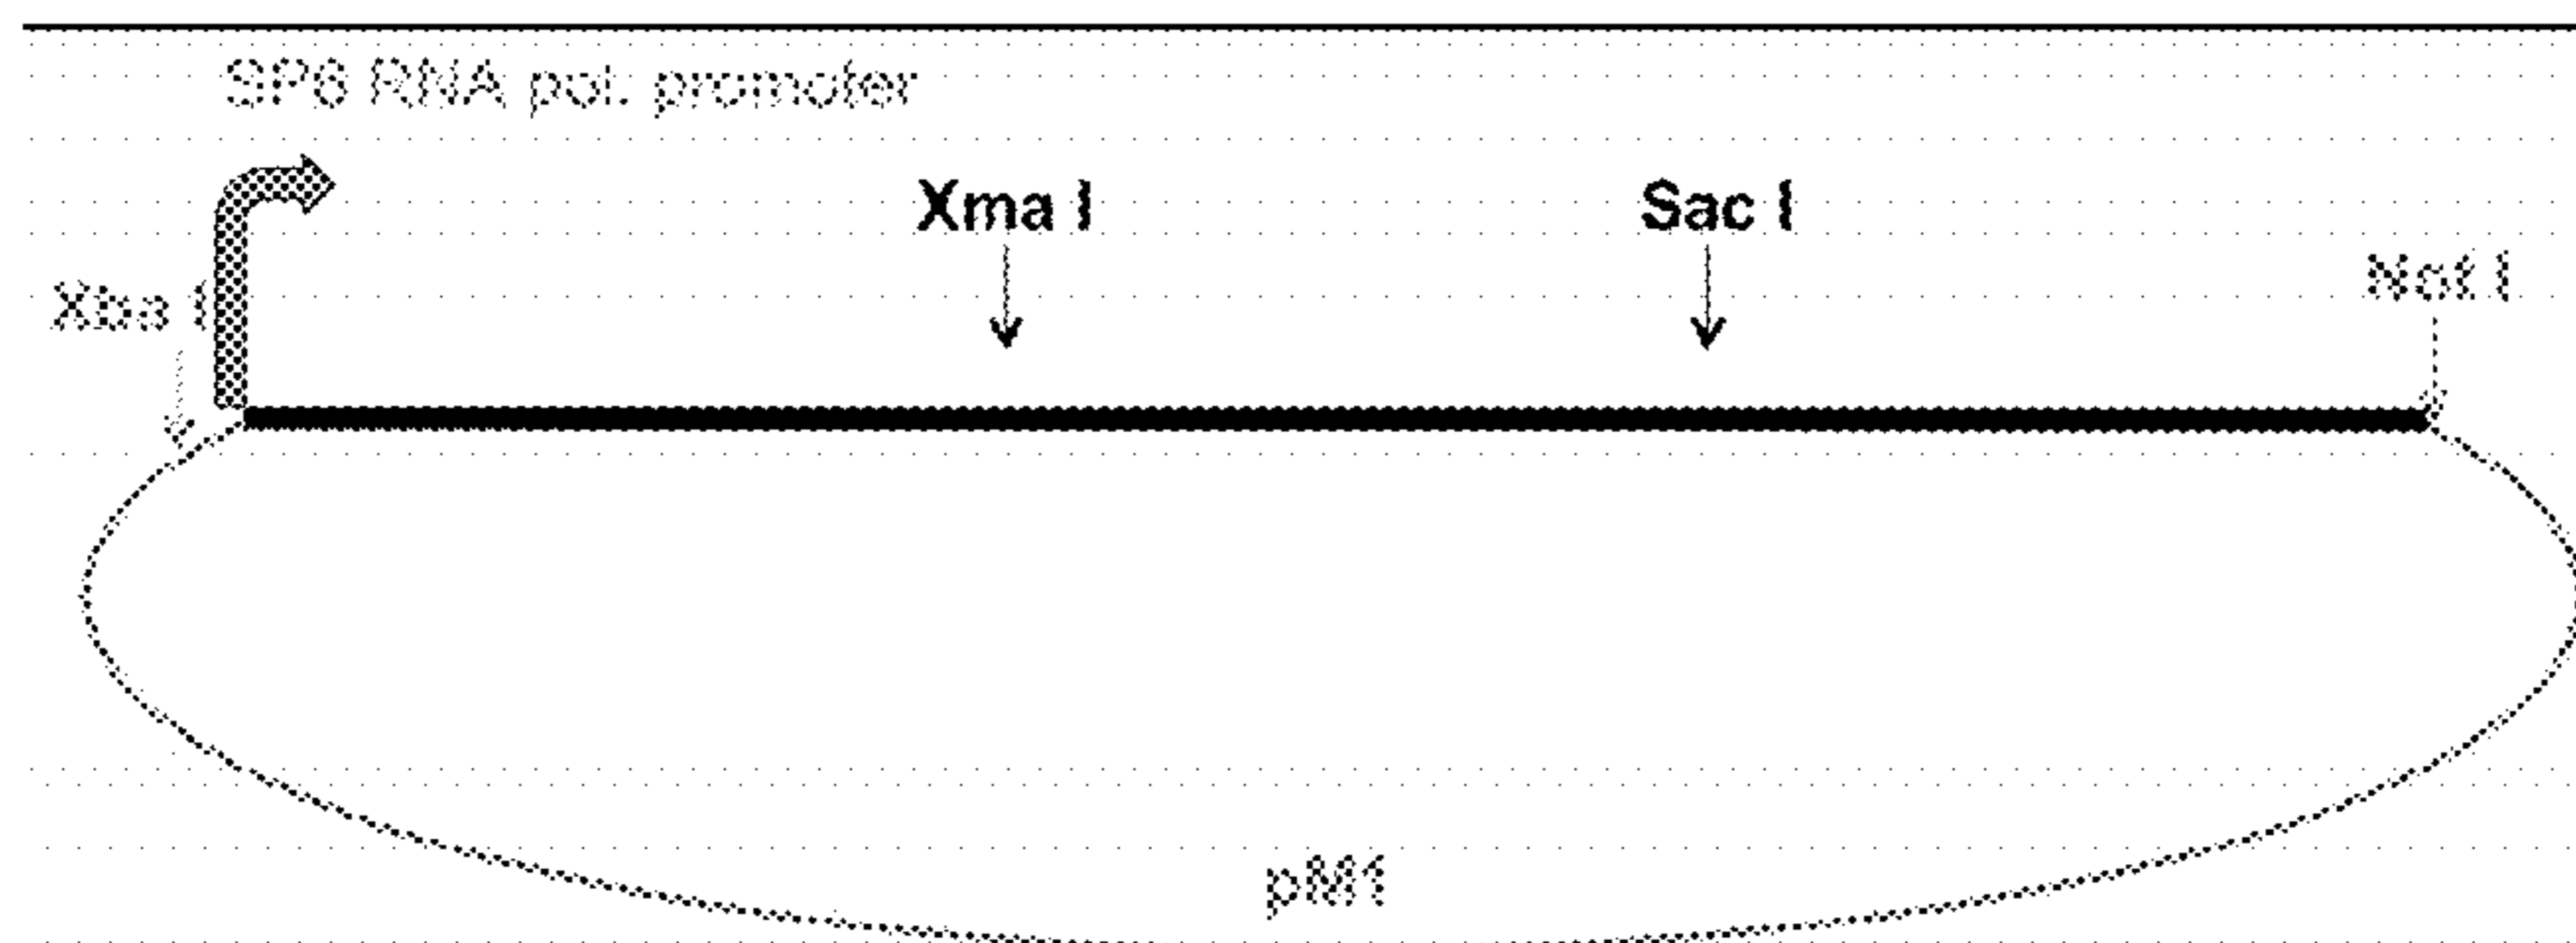 SP6 RNA pol. promoter
Xma I
Sac I
Not I
Xba I
pM1